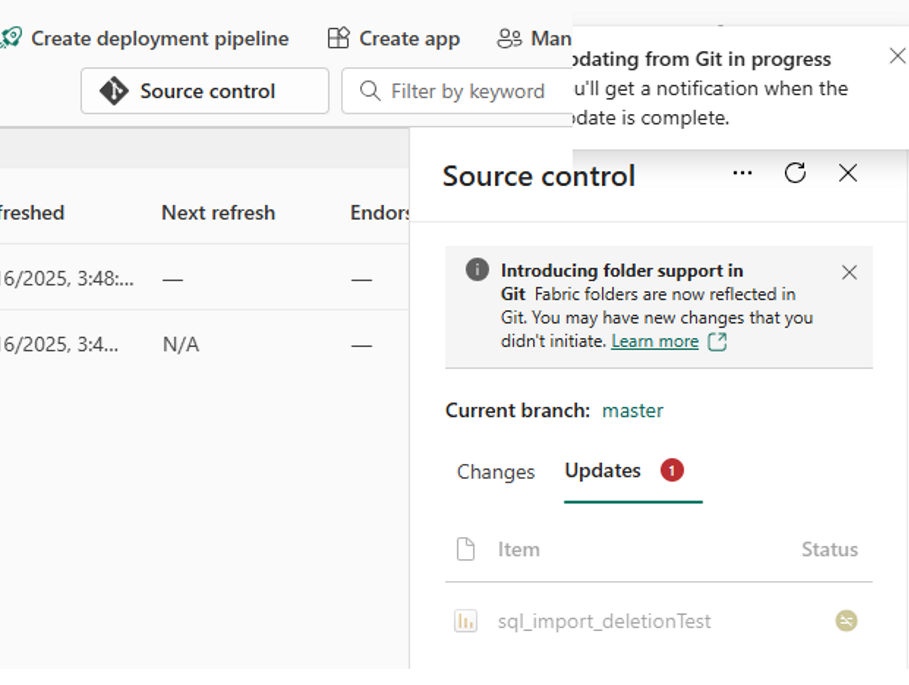 Create deployment pipeline
Create app
Man
pdating from Git in progress
u'll get a notification when the
pdate is complete.
Source control
Filter by keyword
Source control
freshed
Next refresh
Endors
16/2025, 3:48:...
—
—
16/2025, 3:4...
N/A
—
Introducing folder support in
Git Fabric folders are now reflected in
Git. You may have new changes that you
didn't initiate. Learn more
Current branch: master
Changes
Updates
1
Item
Status
sql_import_deletionTest